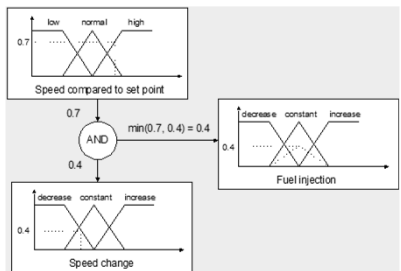 low normal high
0.7
Speed compared to set point
0.7
AND
min(0.7, 0.4) = 0.4
0.4
decrease constant increase
0.4
Fuel injection
decrease constant increase
0.4
Speed change